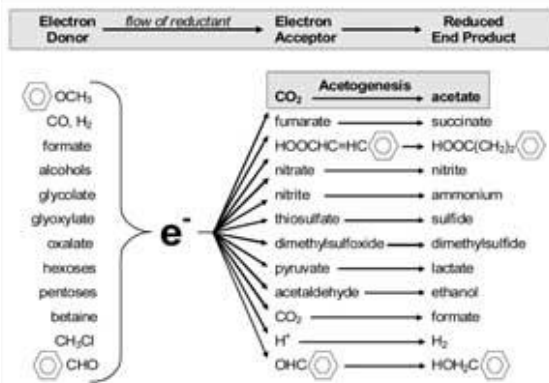 Electron Donor flow of reductant Electron Acceptor Reduced End Product
Acetogenesis
OCH₃ CO₂ acetate
CO, H₂ fumarate succinate
formate HOOCHC=HC HOOC(CH₂)₂
alcohols nitrate nitrite
glycolate nitrite ammonium
glyoxylate thiosulfate sulfide
e⁻
oxalate dimethylsulfoxide dimethylsulfide
hexoses pyruvate lactate
pentoses acetaldehyde ethanol
betaine CO₂ formate
CH₃Cl H⁺ H₂
CHO OHC HOH₂C